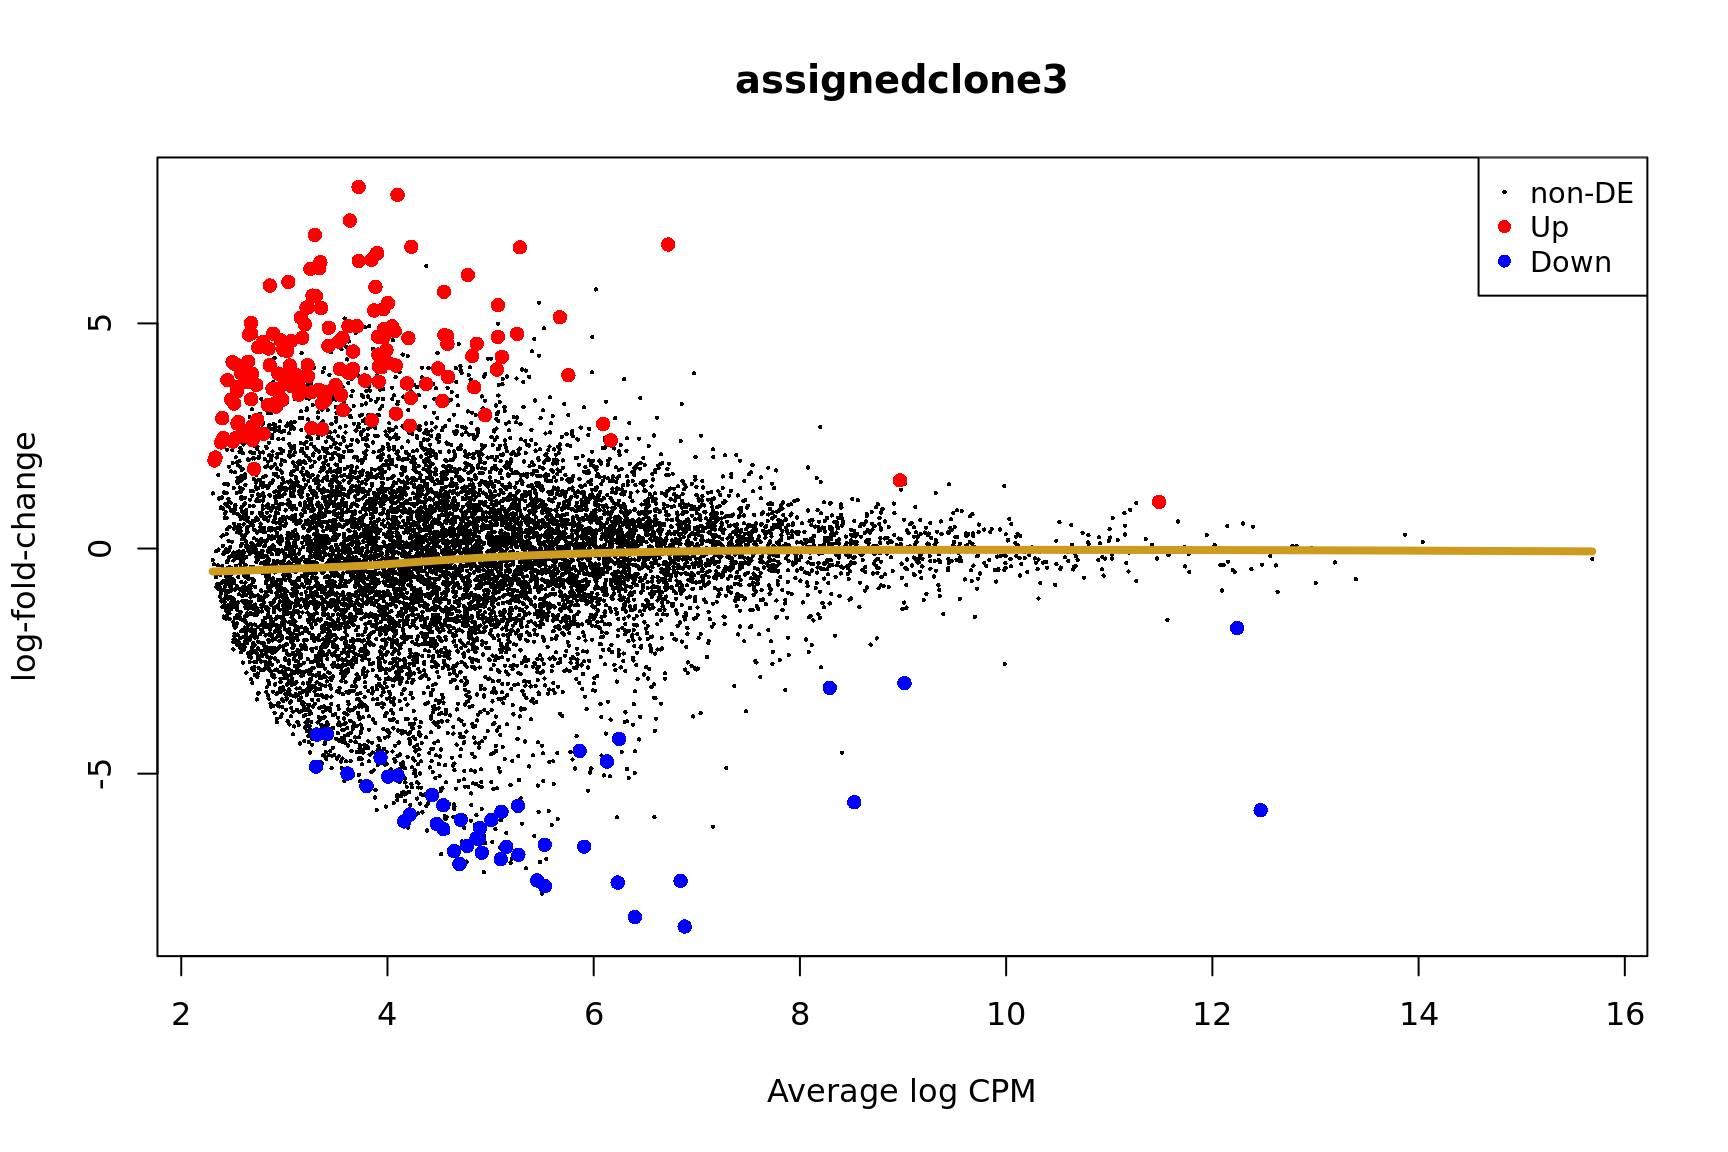 assignedclone3
non-DE
Up
Down
log-fold-change
5
0
-5
2 4 6 8 10 12 14 16
Average log CPM